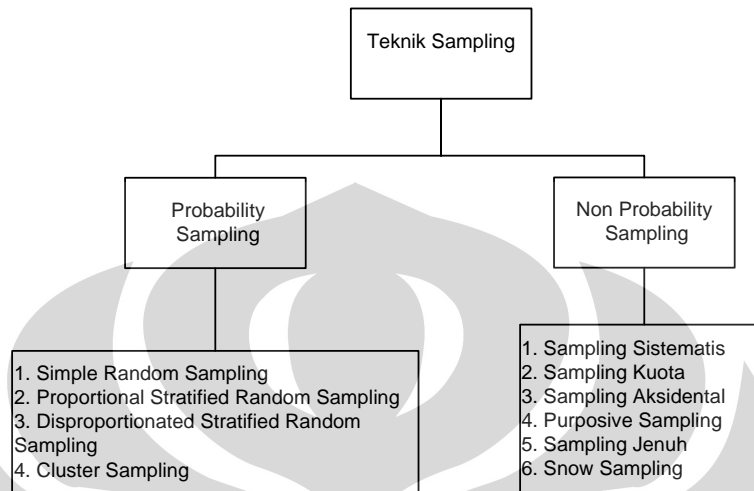 Teknik Sampling
Probability
Sampling
Non Probability
Sampling
1. Simple Random Sampling
2. Proportional Stratified Random Sampling
3. Disproportionated Stratified Random
Sampling
4. Cluster Sampling
1. Sampling Sistematis
2. Sampling Kuota
3. Sampling Aksidental
4. Purposive Sampling
5. Sampling Jenuh
6. Snow Sampling